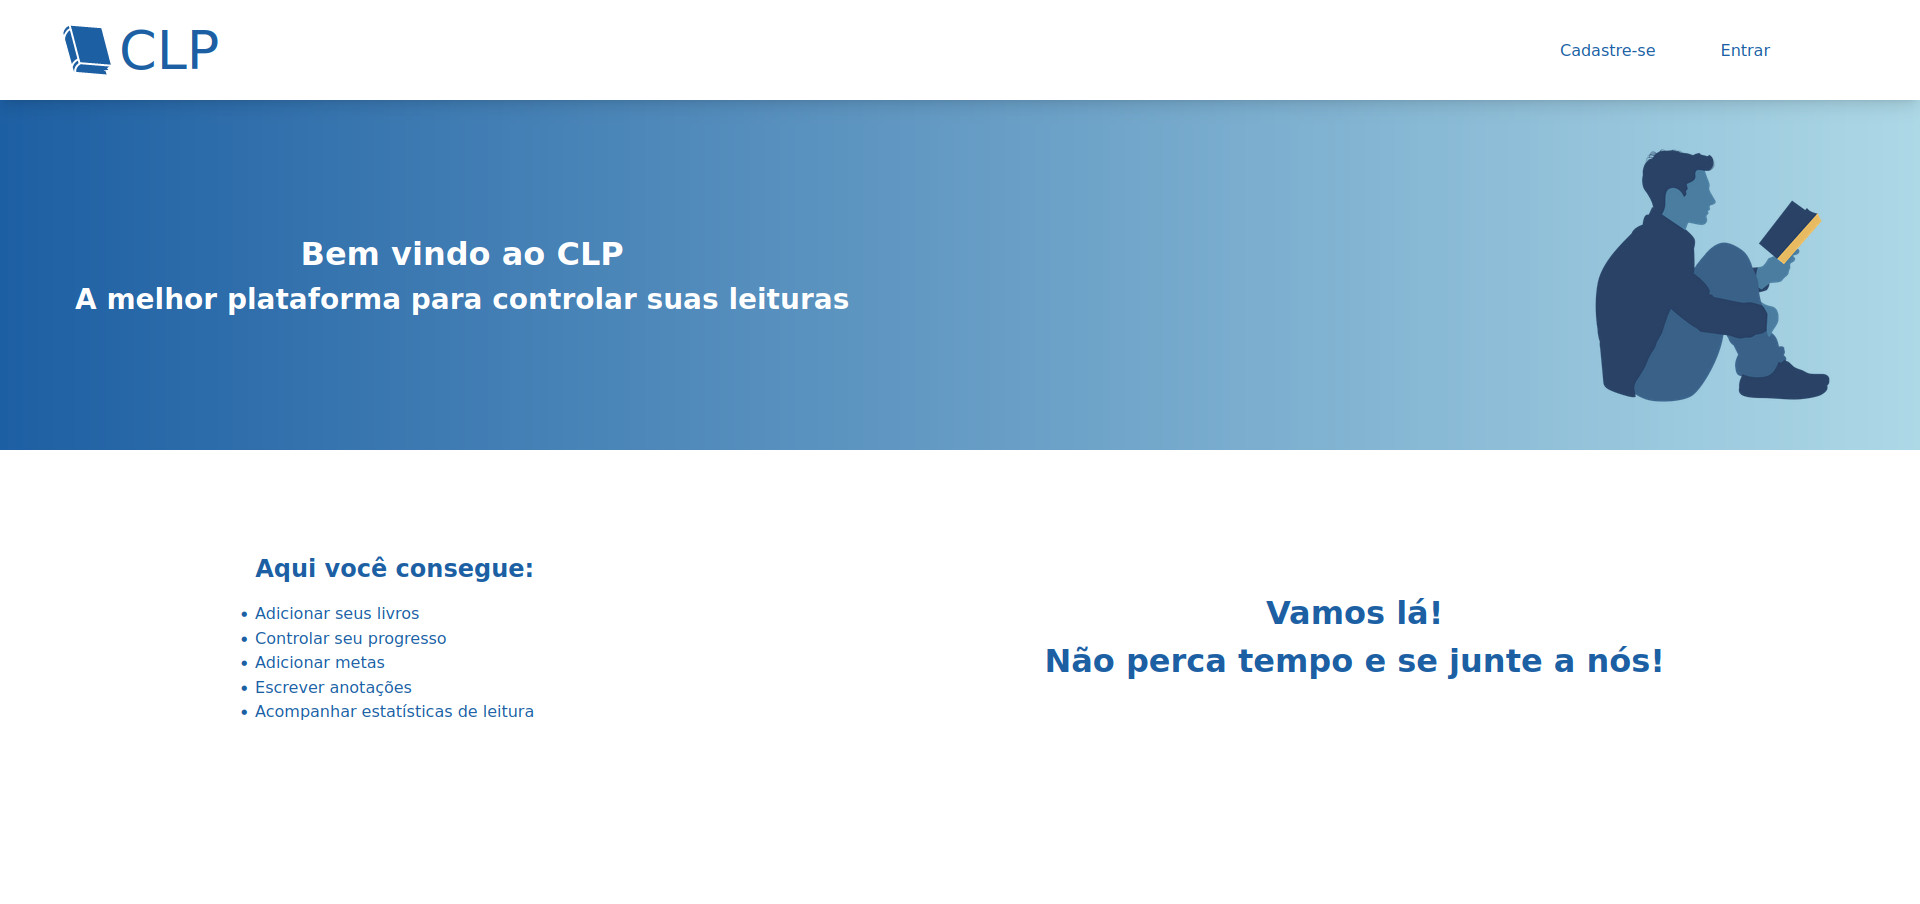 CLP
Cadastre-se
Entrar
Bem vindo ao CLP
A melhor plataforma para controlar suas leituras
Aqui você consegue:
• Adicionar seus livros
• Controlar seu progresso
• Adicionar metas
• Escrever anotações
• Acompanhar estatísticas de leitura
Vamos lá!
Não perca tempo e se junte a nós!